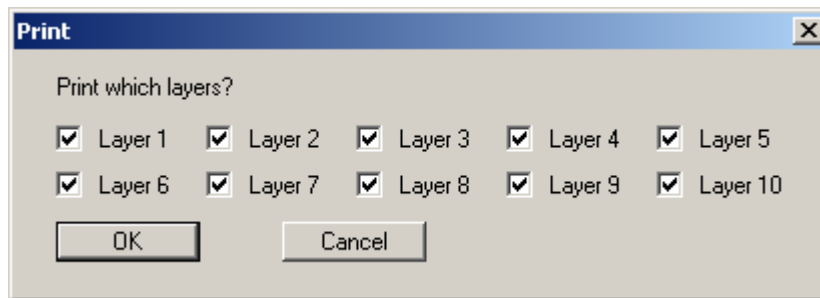 Print
Print which layers?
Layer 1 Layer 2 Layer 3 Layer 4 Layer 5
Layer 6 Layer 7 Layer 8 Layer 9 Layer 10
OK Cancel